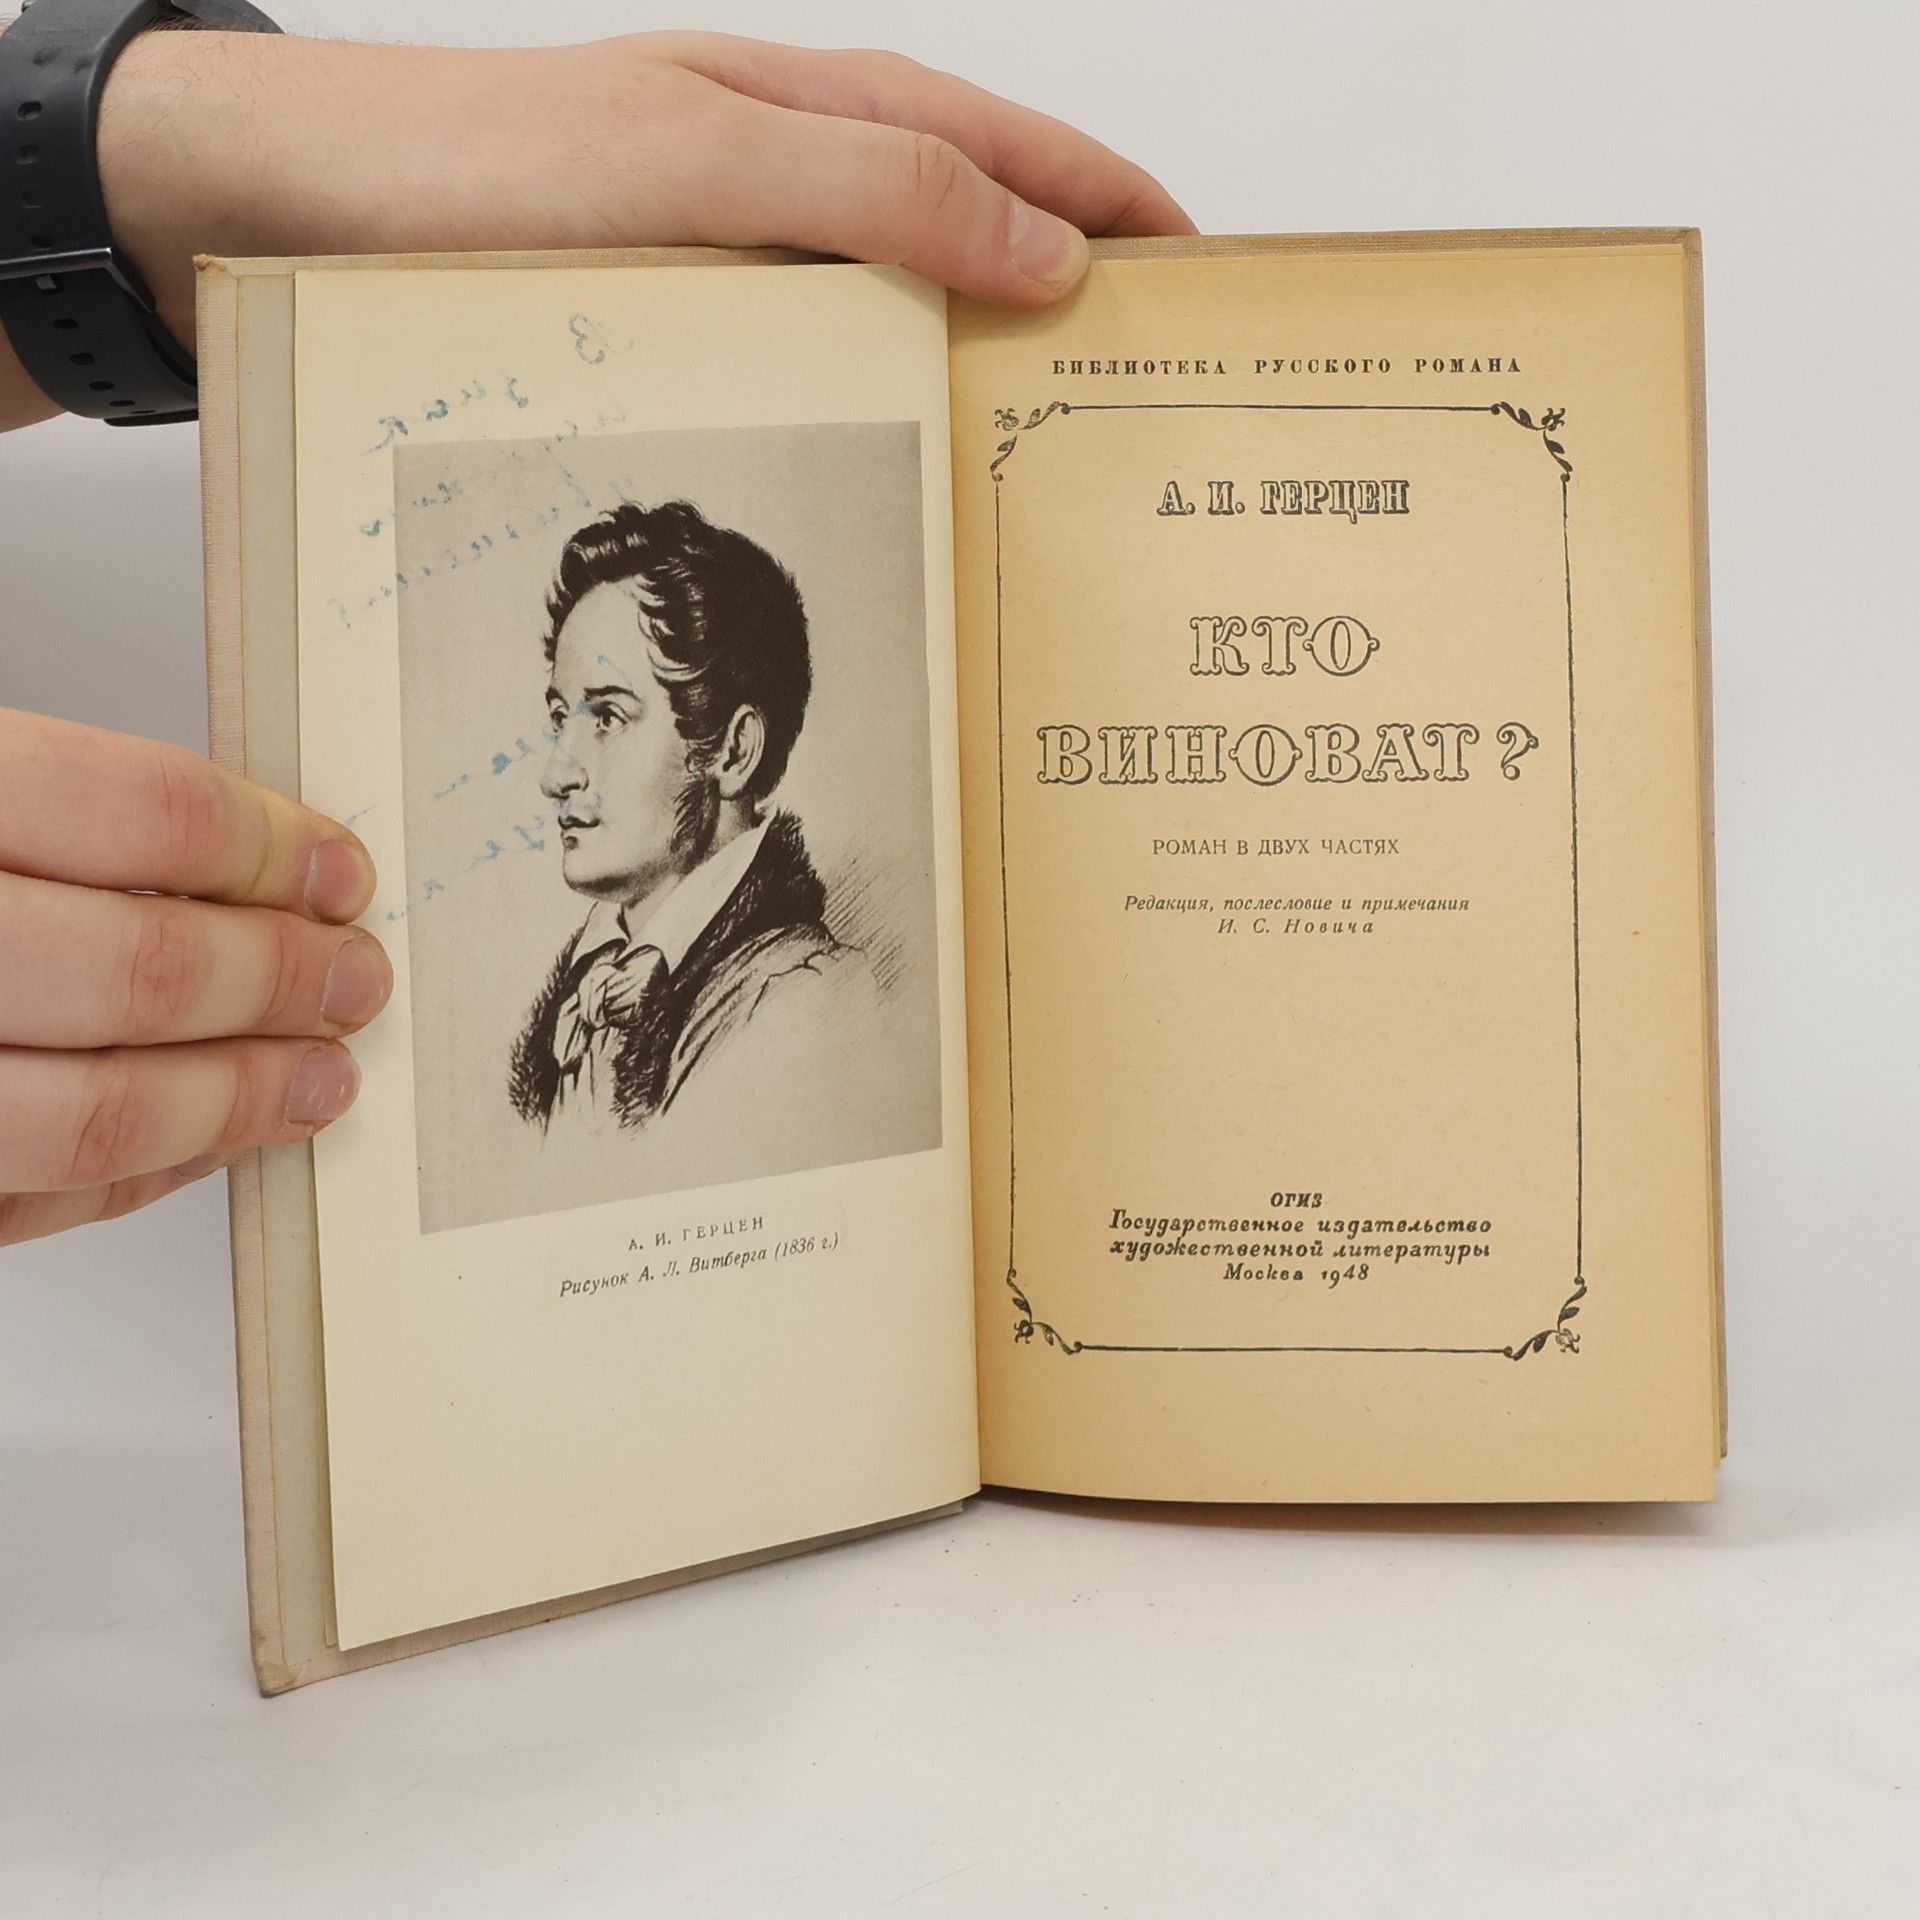 А. И. ГЕРЦЕН
Рисунок А. Л. Витберга (1836 г.)
БИБЛИОТЕКА РУССКОГО РОМАНА
А. И. ГЕРЦЕН
КТО
ВИНОВАТ?
РОМАН В ДВУХ ЧАСТЯХ
Редакция, послесловие и примечания
И. С. Новича
ОГИЗ
Государственное издательство
художественной литературы
Москва 1948